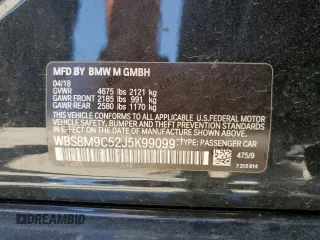 MFD BY BMW M GMBH
04/18
GVWR 4675 lbs 2121 kg
GAWR FRONT 2185 lbs 991 kg
GAWR REAR 2580 lbs 1170 kg
THIS VEHICLE CONFORMS TO ALL
APPLICABLE U.S. FEDERAL MOTOR
VEHICLE SAFETY, BUMPER, AND
THEFT PREVENTION STANDARDS
IN EFFECT ON THE DATE OF
MANUFACTURE SHOWN ABOVE.
WBS8M9C52J5K99099 TYPE: PASSENGER CAR
475/9
7315814
DREAMBID